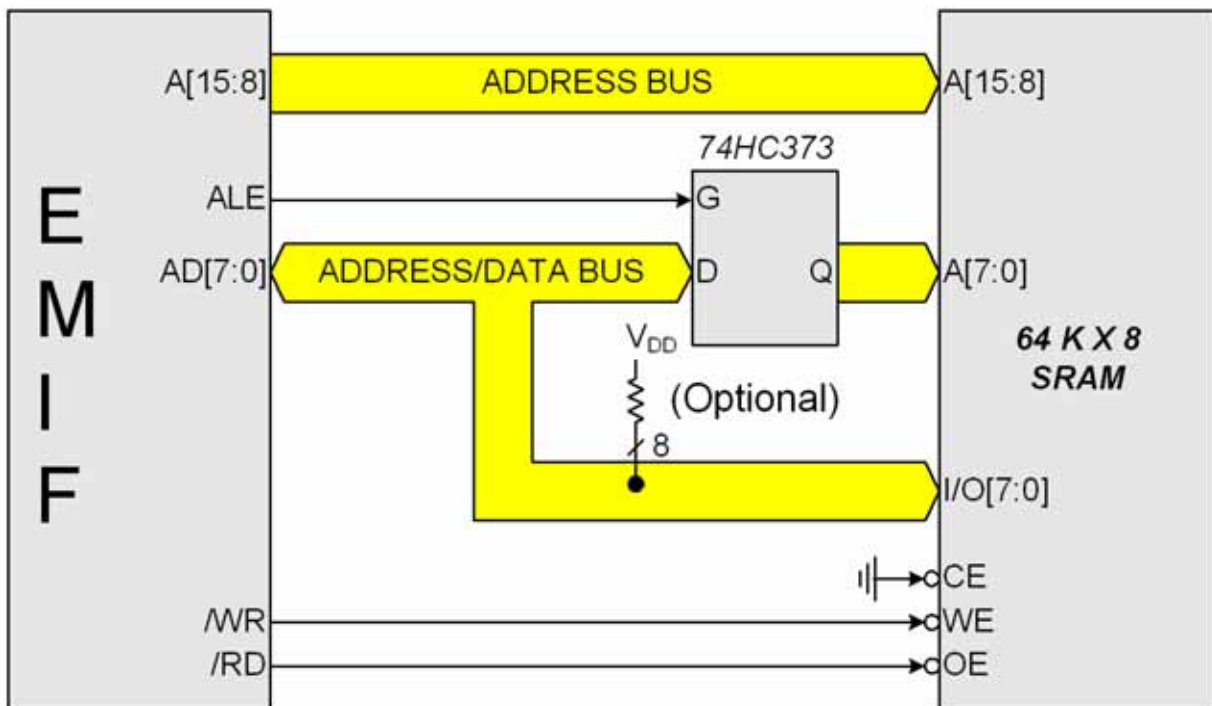 A[15:8] ADDRESS BUS A[15:8]
74HC373
ALE G
AD[7:0] ADDRESS/DATA BUS D Q A[7:0]
EMIF
VDD
64 K X 8
SRAM
(Optional)
8
I/O[7:0]
CE
/WR WE
/RD OE